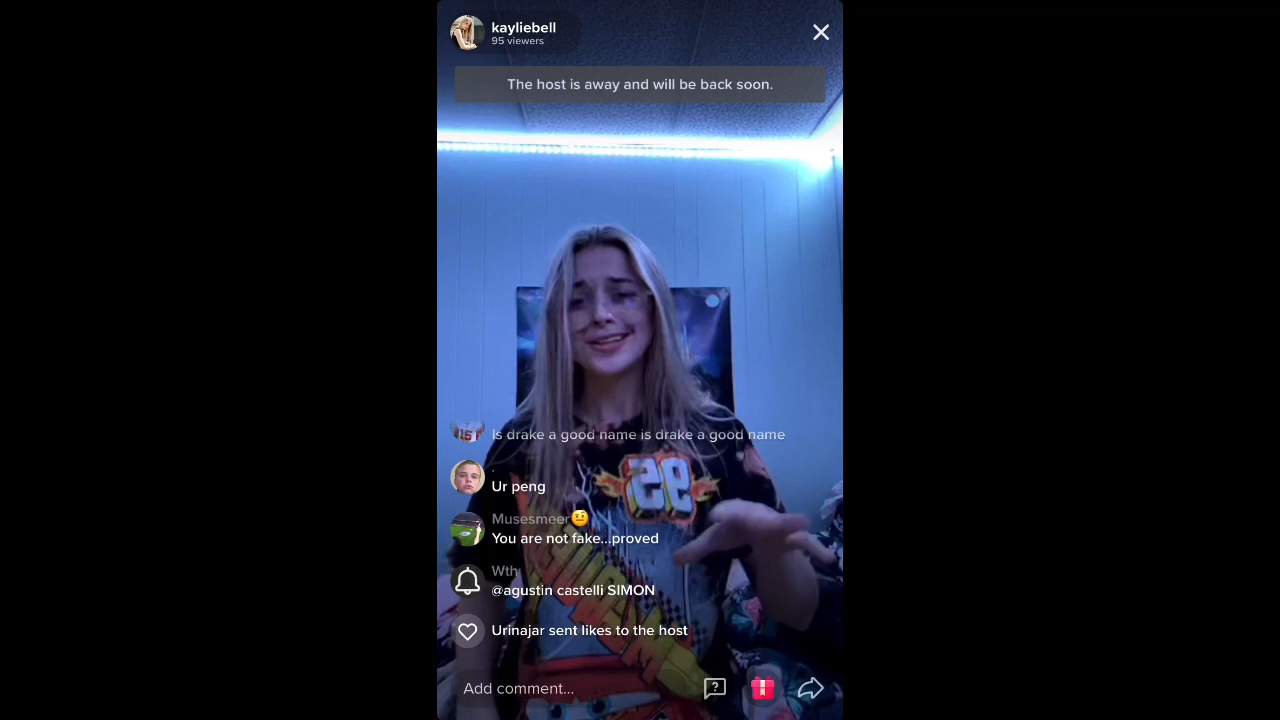 kayliebell
95 viewers
The host is away and will be back soon.
Is drake a good name is drake a good name
.
Ur peng
Musesmeer🤨
You are not fake...proved
Wth
@agustin castelli SIMON
Urinajar sent likes to the host
Add comment...
95